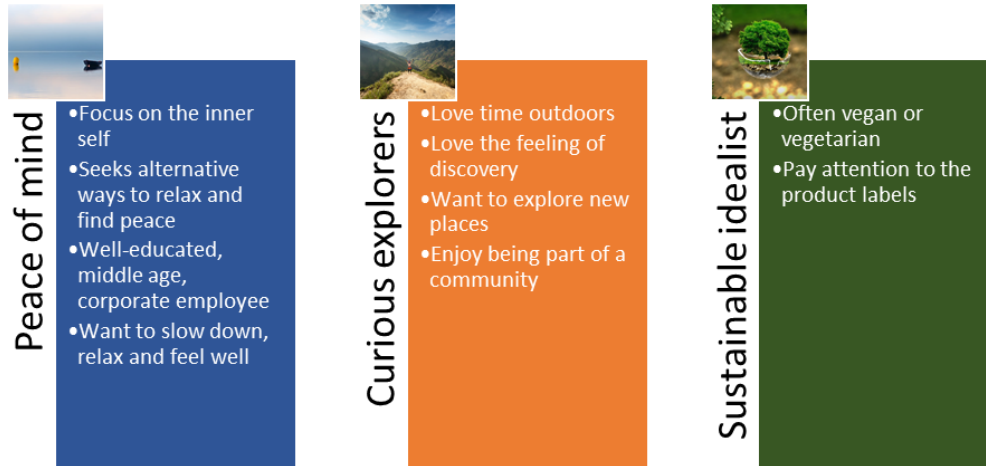 Peace of mind
•Focus on the inner
self
•Seeks alternative
ways to relax and
find peace
•Well-educated,
middle age,
corporate employee
•Want to slow down,
relax and feel well
Curious explorers
•Love time outdoors
•Love the feeling of
discovery
•Want to explore new
places
•Enjoy being part of a
community
Sustainable idealist
•Often vegan or
vegetarian
•Pay attention to the
product labels